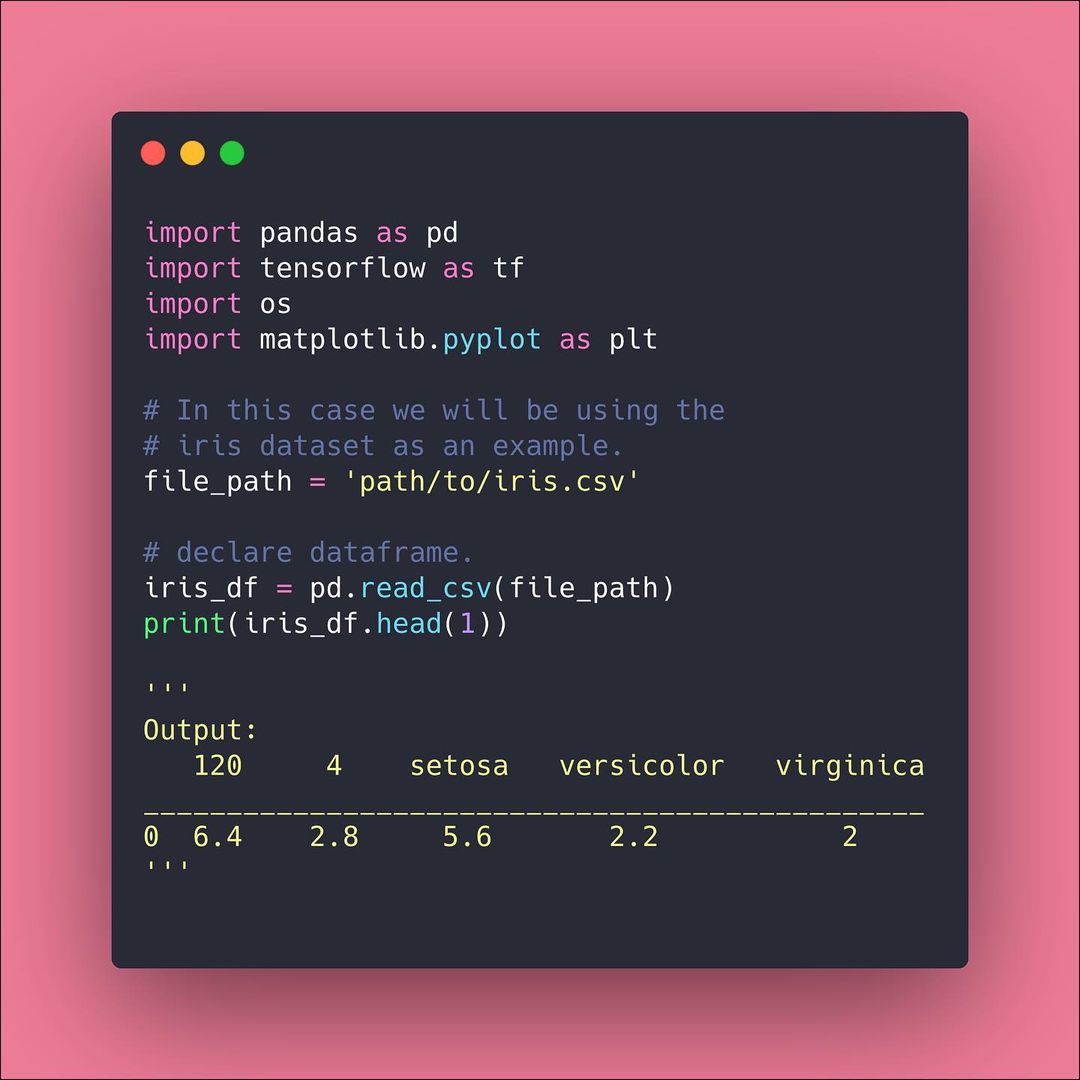 import pandas as pd
import tensorflow as tf
import os
import matplotlib.pyplot as plt

# In this case we will be using the
# iris dataset as an example.
file_path = 'path/to/iris.csv'

# declare dataframe.
iris_df = pd.read_csv(file_path)
print(iris_df.head(1))

'''
Output:
   120     4    setosa   versicolor   virginica
_______________________________________________
0  6.4    2.8     5.6       2.2           2
'''